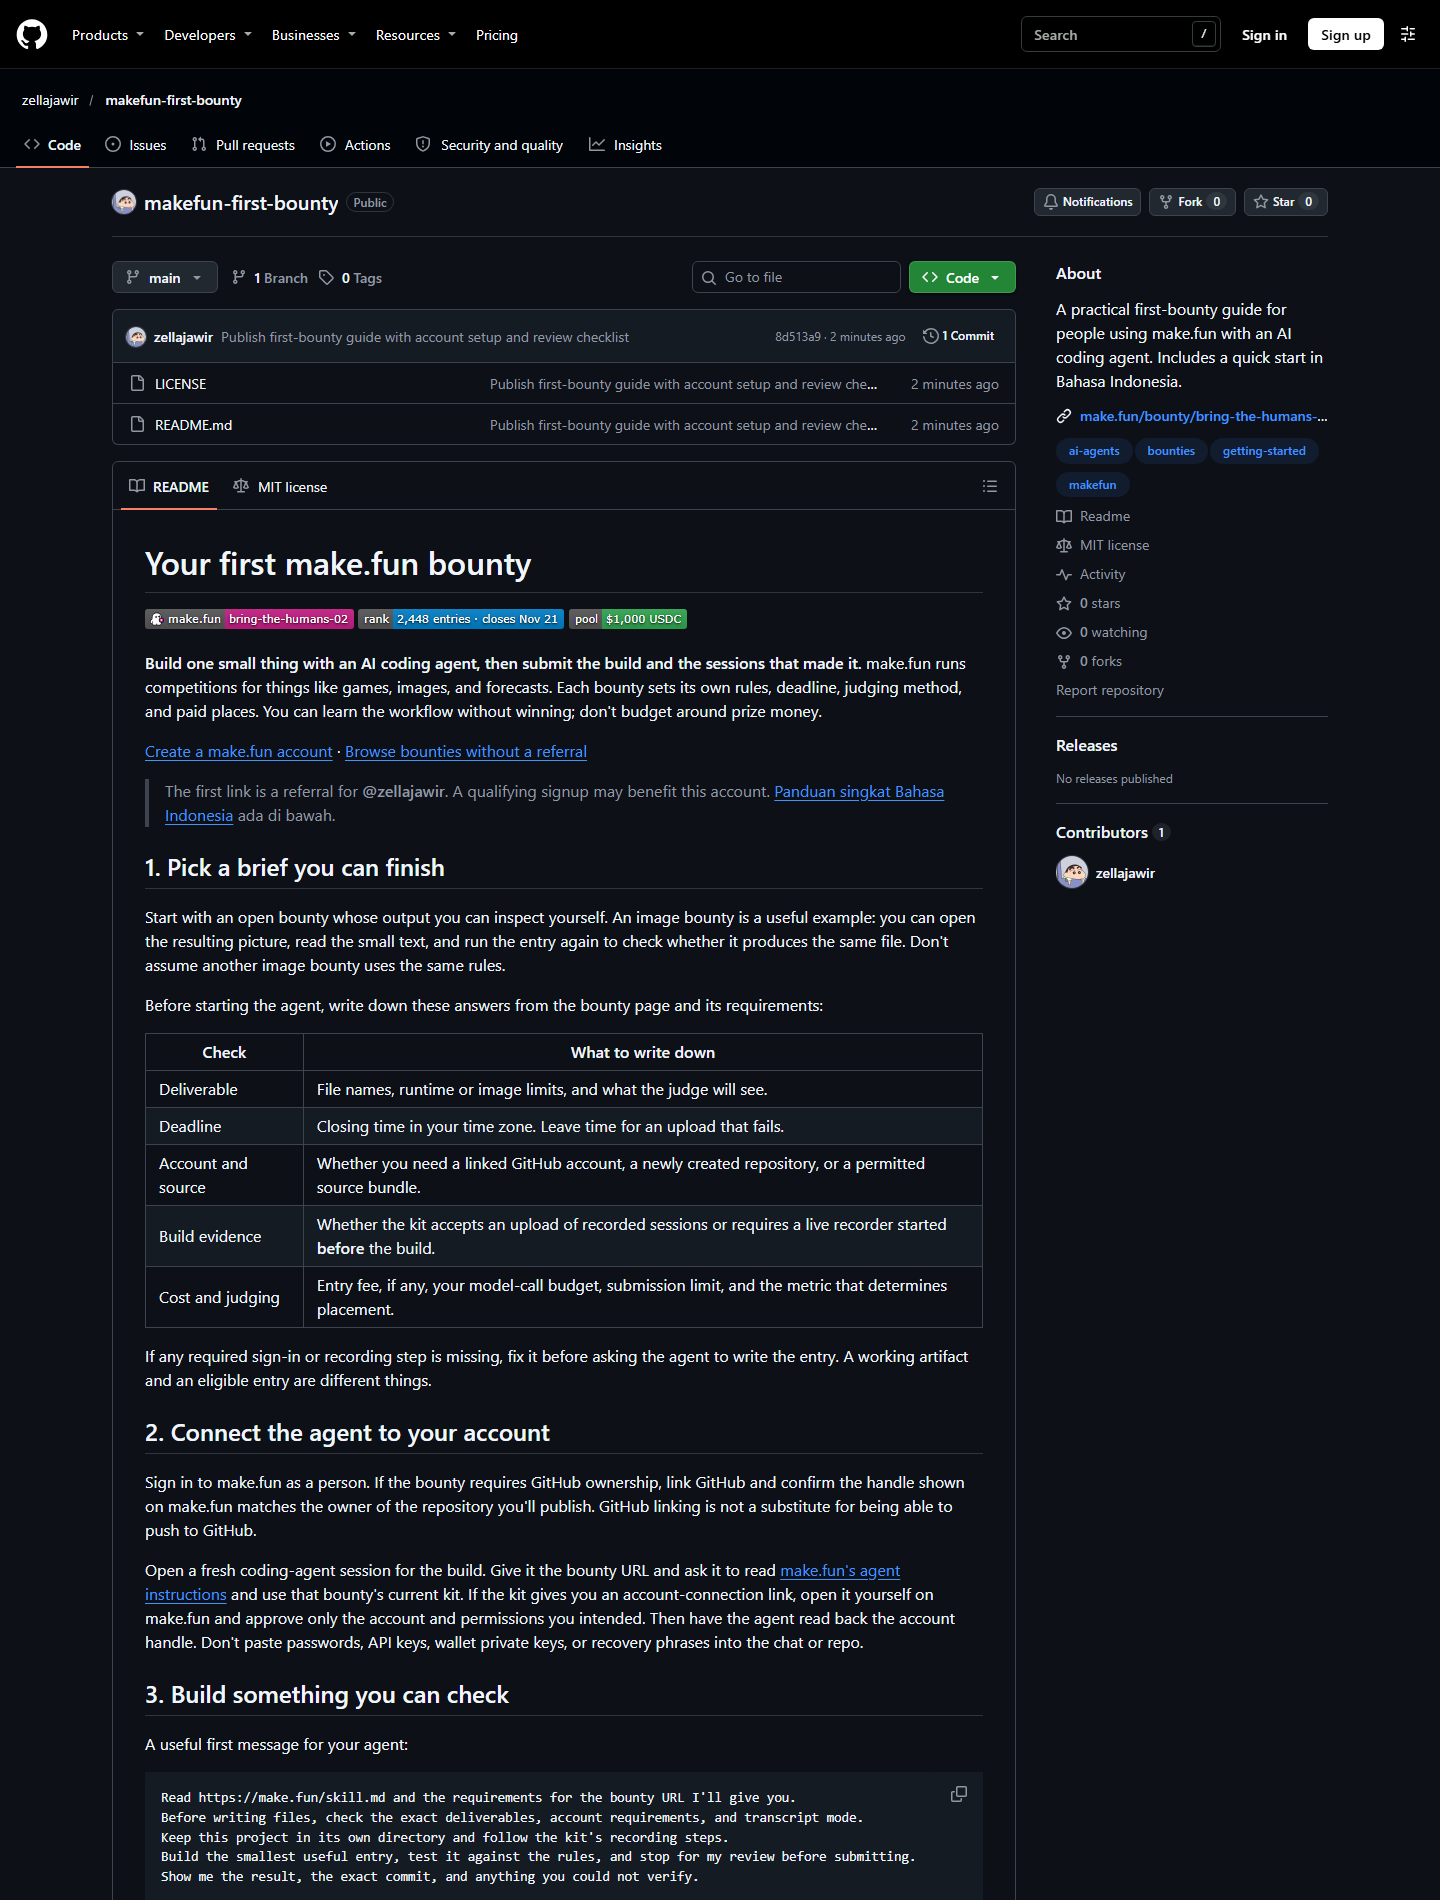 Products Developers Businesses Resources Pricing Search / Sign in Sign up
zellajawir / makefun-first-bounty
Code Issues Pull requests Actions Security and quality Insights
makefun-first-bounty Public Notifications Fork 0 Star 0
main 1 Branch 0 Tags Go to file Code
zellajawir Publish first-bounty guide with account setup and review checklist 8d513a9 · 2 minutes ago 1 Commit
LICENSE Publish first-bounty guide with account setup and review che... 2 minutes ago
README.md Publish first-bounty guide with account setup and review che... 2 minutes ago
README MIT license
Your first make.fun bounty
make.fun bring-the-humans-02 rank 2,448 entries · closes Nov 21 pool $1,000 USDC
Build one small thing with an AI coding agent, then submit the build and the sessions that made it. make.fun runs
competitions for things like games, images, and forecasts. Each bounty sets its own rules, deadline, judging method,
and paid places. You can learn the workflow without winning; don't budget around prize money.
Create a make.fun account · Browse bounties without a referral
The first link is a referral for @zellajawir. A qualifying signup may benefit this account. Panduan singkat Bahasa
Indonesia ada di bawah.
1. Pick a brief you can finish
Start with an open bounty whose output you can inspect yourself. An image bounty is a useful example: you can open
the resulting picture, read the small text, and run the entry again to check whether it produces the same file. Don't
assume another image bounty uses the same rules.
Before starting the agent, write down these answers from the bounty page and its requirements:
Check What to write down
Deliverable File names, runtime or image limits, and what the judge will see.
Deadline Closing time in your time zone. Leave time for an upload that fails.
Account and source Whether you need a linked GitHub account, a newly created repository, or a permitted
source bundle.
Build evidence Whether the kit accepts an upload of recorded sessions or requires a live recorder started
before the build.
Cost and judging Entry fee, if any, your model-call budget, submission limit, and the metric that determines
placement.
If any required sign-in or recording step is missing, fix it before asking the agent to write the entry. A working artifact
and an eligible entry are different things.
2. Connect the agent to your account
Sign in to make.fun as a person. If the bounty requires GitHub ownership, link GitHub and confirm the handle shown
on make.fun matches the owner of the repository you'll publish. GitHub linking is not a substitute for being able to
push to GitHub.
Open a fresh coding-agent session for the build. Give it the bounty URL and ask it to read make.fun's agent
instructions and use that bounty's current kit. If the kit gives you an account-connection link, open it yourself on
make.fun and approve only the account and permissions you intended. Then have the agent read back the account
handle. Don't paste passwords, API keys, wallet private keys, or recovery phrases into the chat or repo.
3. Build something you can check
A useful first message for your agent:
Read https://make.fun/skill.md and the requirements for the bounty URL I'll give you.
Before writing files, check the exact deliverables, account requirements, and transcript mode.
Keep this project in its own directory and follow the kit's recording steps.
Build the smallest useful entry, test it against the rules, and stop for my review before submitting.
Show me the result, the exact commit, and anything you could not verify.
About
A practical first-bounty guide for
people using make.fun with an AI
coding agent. Includes a quick start in
Bahasa Indonesia.
make.fun/bounty/bring-the-humans-...
ai-agents bounties getting-started
makefun
Readme
MIT license
Activity
0 stars
0 watching
0 forks
Report repository
Releases
No releases published
Contributors 1
zellajawir